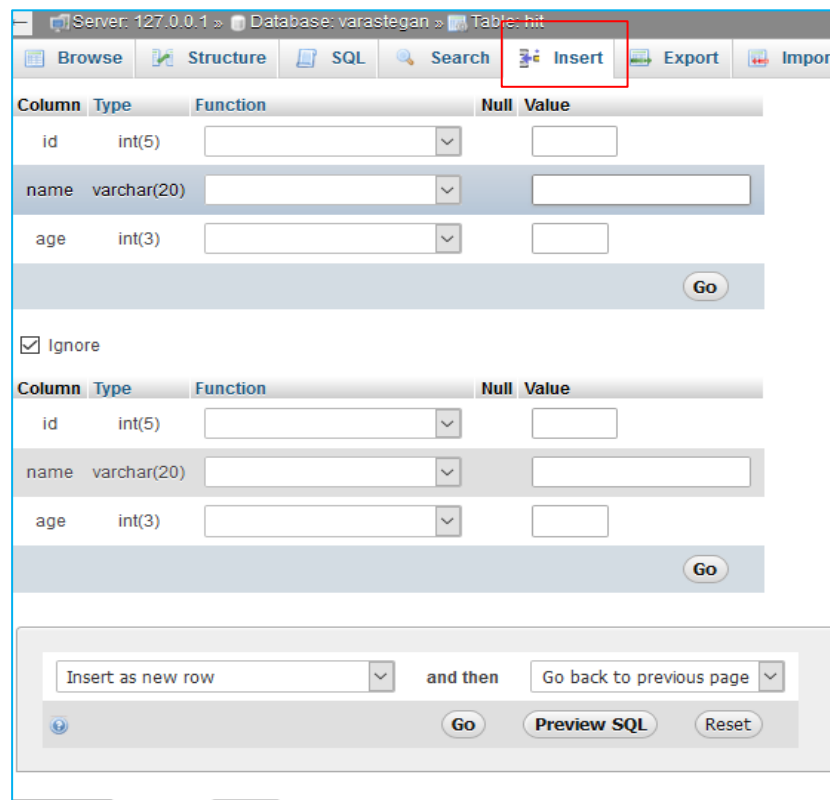 Server: 127.0.0.1 » Database: varastegan » Table: hit
Browse Structure SQL Search Insert Export Impor
Column Type Function Null Value
id int(5)
name varchar(20)
age int(3)
Go
Ignore
Column Type Function Null Value
id int(5)
name varchar(20)
age int(3)
Go
Insert as new row and then Go back to previous page
Go Preview SQL Reset